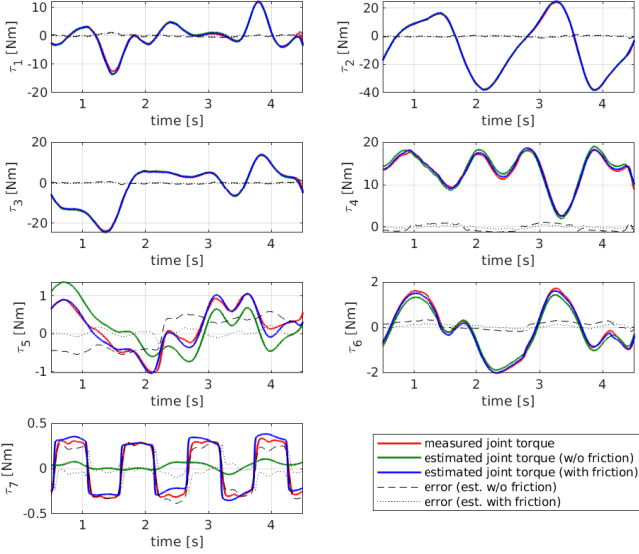 10
0
-10
-20
τ1 [Nm]
1 2 3 4
time [s]
20
0
-20
-40
τ2 [Nm]
1 2 3 4
time [s]
20
0
-20
τ3 [Nm]
1 2 3 4
time [s]
20
10
0
τ4 [Nm]
1 2 3 4
time [s]
1
0
-1
τ5 [Nm]
1 2 3 4
time [s]
2
0
-2
τ6 [Nm]
1 2 3 4
time [s]
0.5
0
-0.5
τ7 [Nm]
1 2 3 4
time [s]
measured joint torque
estimated joint torque (w/o friction)
estimated joint torque (with friction)
error (est. w/o friction)
error (est. with friction)